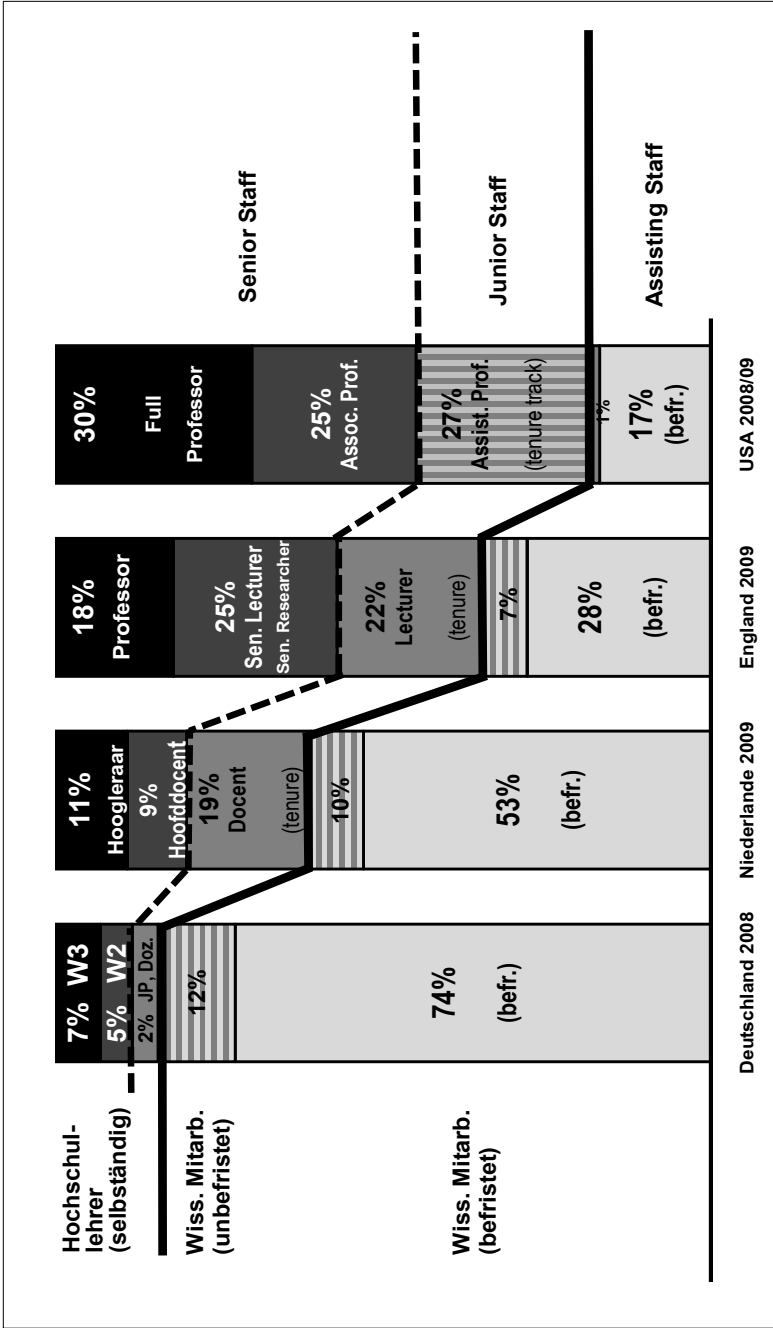 Hochschul-
lehrer
(selbständig)
Wiss. Mitarb.
(unbefristet)
Wiss. Mitarb.
(befristet)
7% W3
5% W2
2% JP, Doz.
12%
74%
(befr.)
Deutschland 2008
11%
Hoogleraar
9%
Hoofddocent
19%
Docent
(tenure)
10%
53%
(befr.)
Niederlande 2009
18%
Professor
25%
Sen. Lecturer
Sen. Researcher
22%
Lecturer
(tenure)
7%
28%
(befr.)
England 2009
30%
Full
Professor
25%
Assoc. Prof.
27%
Assist. Prof.
(tenure track)
1%
17%
(befr.)
USA 2008/09
Senior Staff
Junior Staff
Assisting Staff